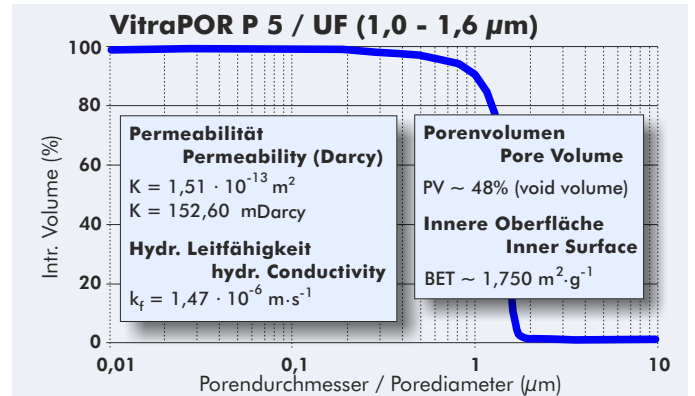 VitraPOR P 5 / UF (1,0 - 1,6 µm)
100
80
60
40
20
0
Intr. Volume (%)
Permeabilität
Permeability (Darcy)
K = 1,51 · 10⁻¹³ m²
K = 152,60 mDarcy
Hydr. Leitfähigkeit
hydr. Conductivity
k_f = 1,47 · 10⁻⁶ m·s⁻¹
Porenvolumen
Pore Volume
PV ~ 48% (void volume)
Innere Oberfläche
Inner Surface
BET ~ 1,750 m²·g⁻¹
0,01 0,1 1 10
Porendurchmesser / Porediameter (µm)